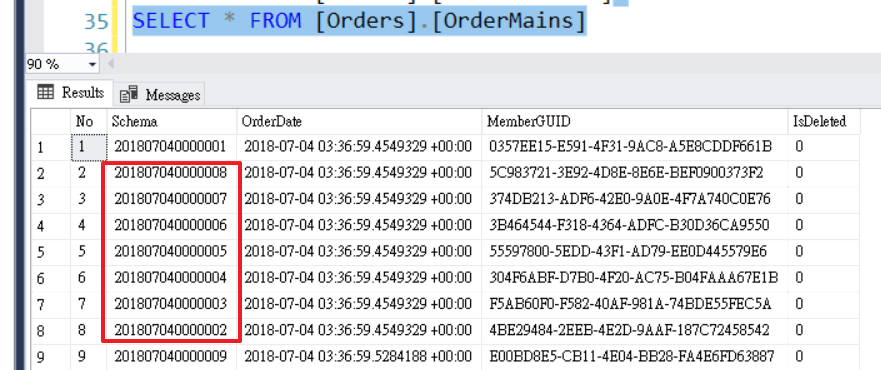 35 SELECT * FROM [Orders].[OrderMains]
36
90 %
Results Messages
No Schema OrderDate MemberGUID IsDeleted
1 1 201807040000001 2018-07-04 03:36:59.4549329 +00:00 0357EE15-E591-4F31-9AC8-A5E8CDDF661B 0
2 2 201807040000008 2018-07-04 03:36:59.4549329 +00:00 5C983721-3E92-4D8E-8E6E-BEF0900373F2 0
3 3 201807040000007 2018-07-04 03:36:59.4549329 +00:00 374DB213-ADF6-42E0-9A0E-4F7A740C0E76 0
4 4 201807040000006 2018-07-04 03:36:59.4549329 +00:00 3B464544-F318-4364-ADFC-B30D36CA9550 0
5 5 201807040000005 2018-07-04 03:36:59.4549329 +00:00 55597800-5EDD-43F1-AD79-EE0D445579E6 0
6 6 201807040000004 2018-07-04 03:36:59.4549329 +00:00 304F6ABF-D7B0-4F20-AC75-B04FAAA67E1B 0
7 7 201807040000003 2018-07-04 03:36:59.4549329 +00:00 F5AB60F0-F582-40AF-981A-74BDE55FEC5A 0
8 8 201807040000002 2018-07-04 03:36:59.4549329 +00:00 4BE29484-2EEB-4E2D-9AAF-187C72458542 0
9 9 201807040000009 2018-07-04 03:36:59.5284188 +00:00 E00BD8E5-CB11-4E04-BB28-FA4E6FD63887 0